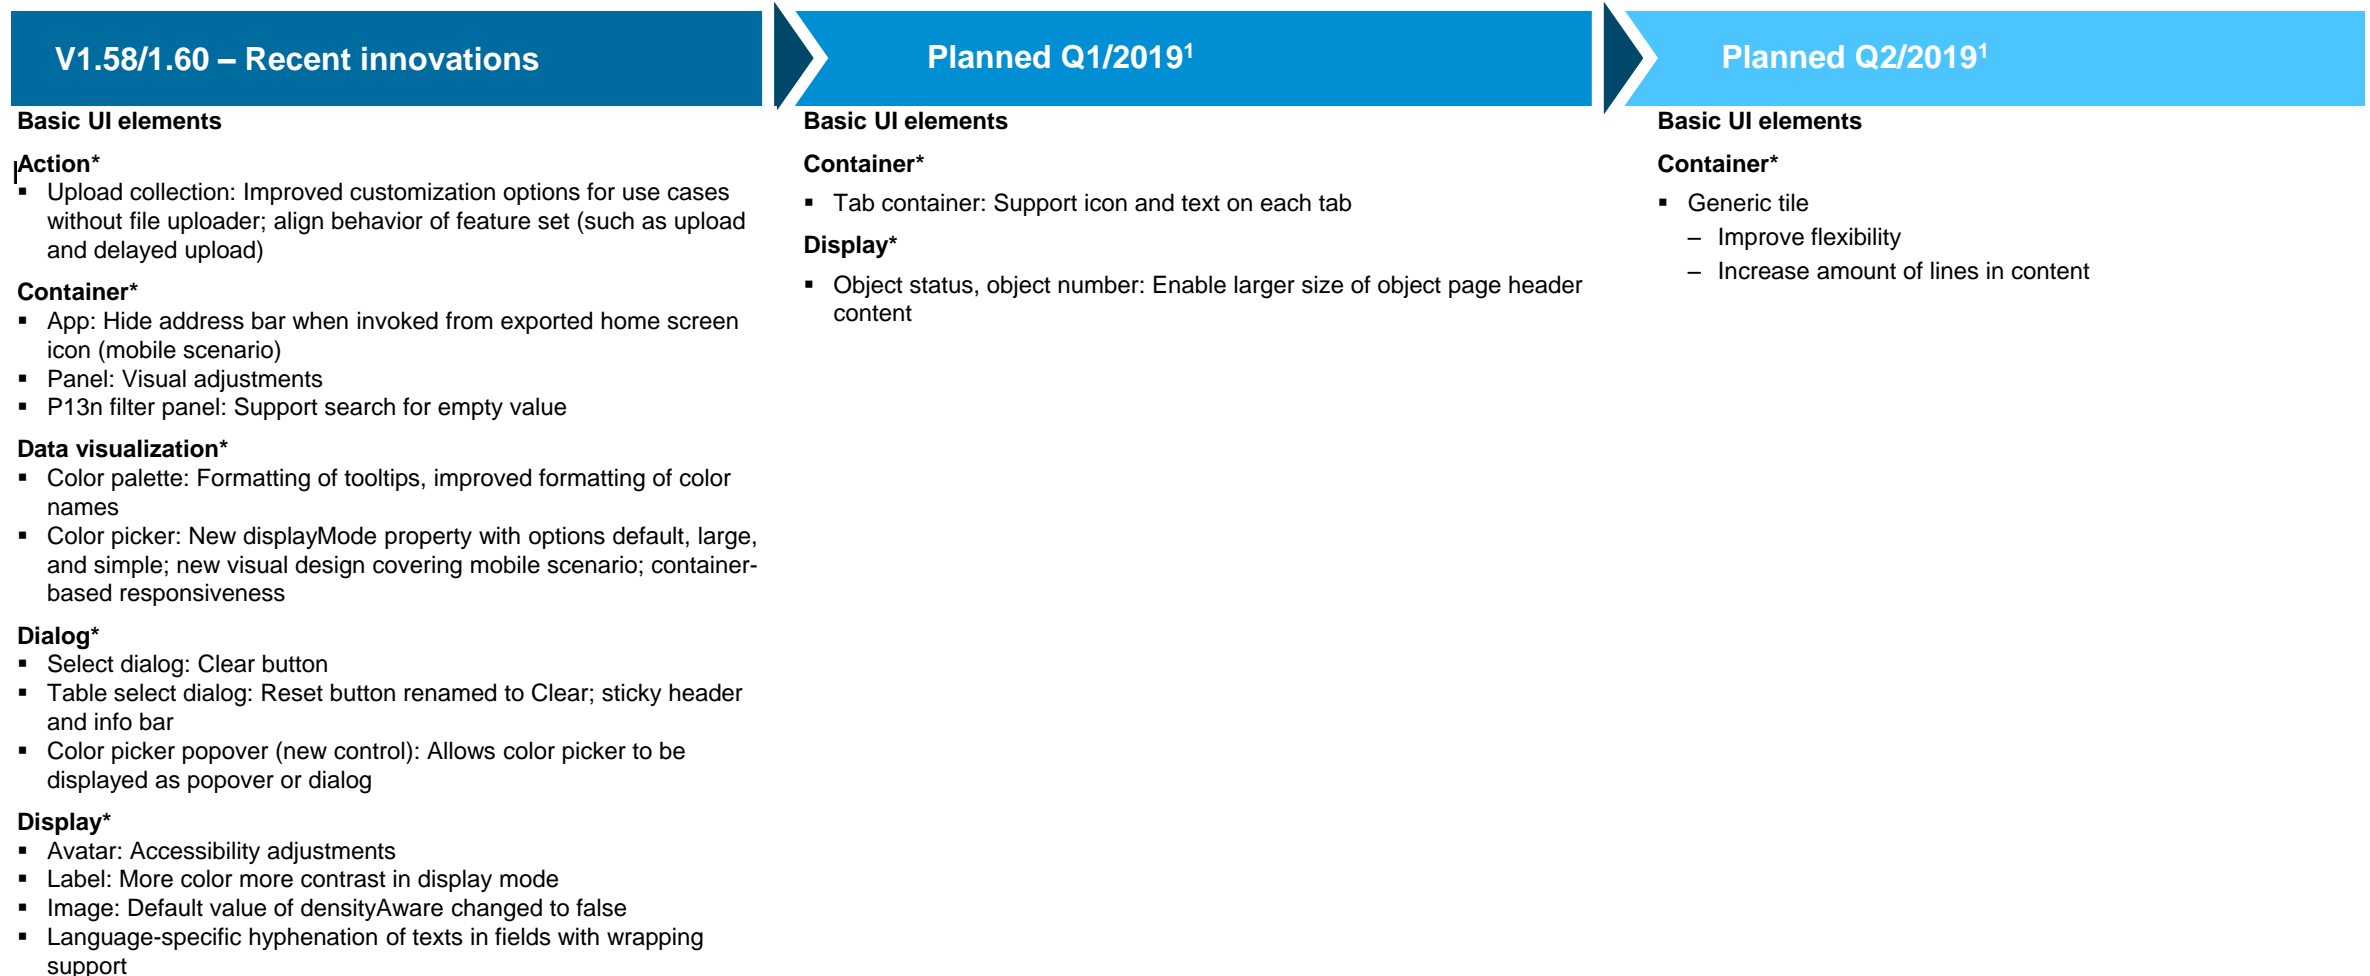 V1.58/1.60 – Recent innovations
Basic UI elements
Action*
▪ Upload collection: Improved customization options for use cases
without file uploader; align behavior of feature set (such as upload
and delayed upload)
Container*
▪ App: Hide address bar when invoked from exported home screen
icon (mobile scenario)
▪ Panel: Visual adjustments
▪ P13n filter panel: Support search for empty value
Data visualization*
▪ Color palette: Formatting of tooltips, improved formatting of color
names
▪ Color picker: New displayMode property with options default, large,
and simple; new visual design covering mobile scenario; container-
based responsiveness
Dialog*
▪ Select dialog: Clear button
▪ Table select dialog: Reset button renamed to Clear; sticky header
and info bar
▪ Color picker popover (new control): Allows color picker to be
displayed as popover or dialog
Display*
▪ Avatar: Accessibility adjustments
▪ Label: More color more contrast in display mode
▪ Image: Default value of densityAware changed to false
▪ Language-specific hyphenation of texts in fields with wrapping
support
Planned Q1/2019¹
Basic UI elements
Container*
▪ Tab container: Support icon and text on each tab
Display*
▪ Object status, object number: Enable larger size of object page header
content
Planned Q2/2019¹
Basic UI elements
Container*
▪ Generic tile
– Improve flexibility
– Increase amount of lines in content